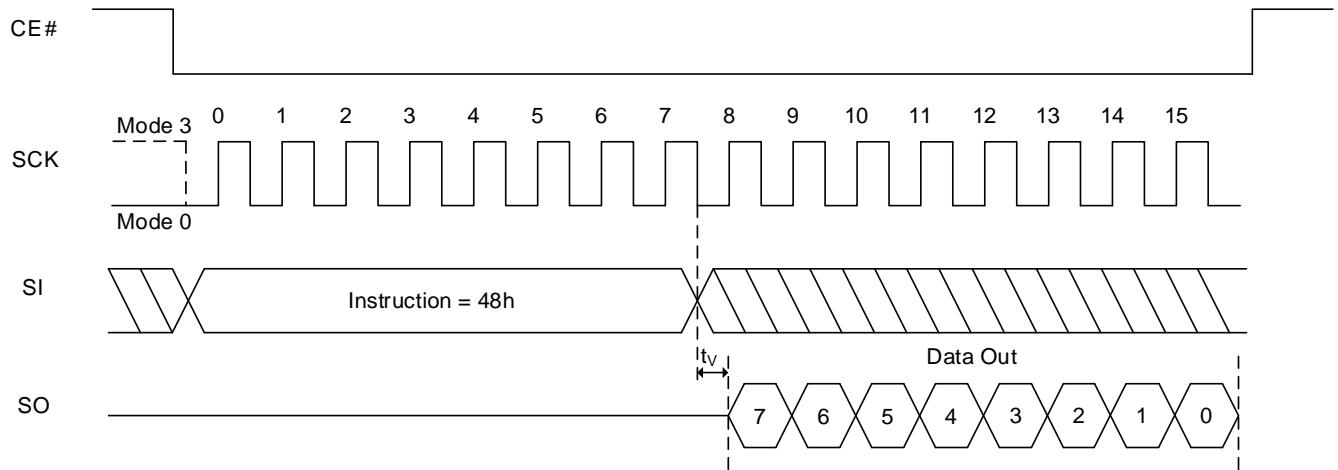 CE#
0 1 2 3 4 5 6 7 8 9 10 11 12 13 14 15
Mode 3
SCK
Mode 0
SI
Instruction = 48h
tV
Data Out
SO
7 6 5 4 3 2 1 0